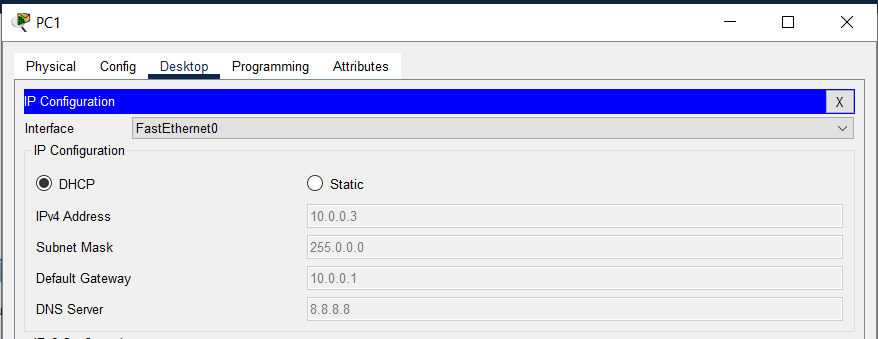 PC1
Physical Config Desktop Programming Attributes
IP Configuration X
Interface FastEthernet0
IP Configuration
DHCP Static
IPv4 Address 10.0.0.3
Subnet Mask 255.0.0.0
Default Gateway 10.0.0.1
DNS Server 8.8.8.8